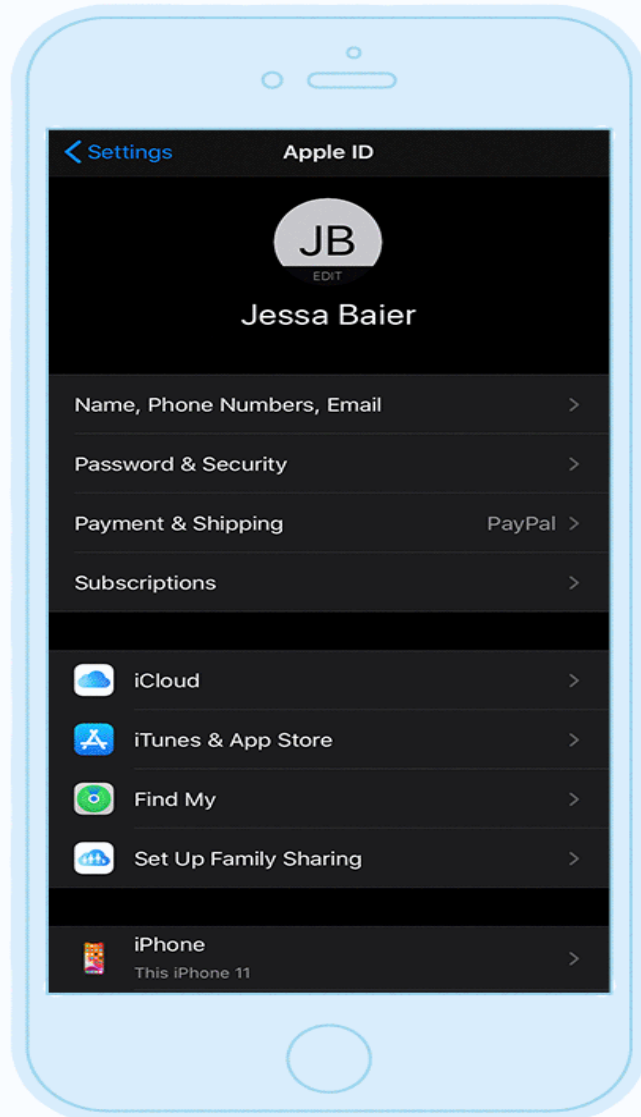 Settings
Apple ID
JB
EDIT
Jessa Baier
Name, Phone Numbers, Email
Password & Security
Payment & Shipping PayPal
Subscriptions
iCloud
iTunes & App Store
Find My
Set Up Family Sharing
iPhone
This iPhone 11